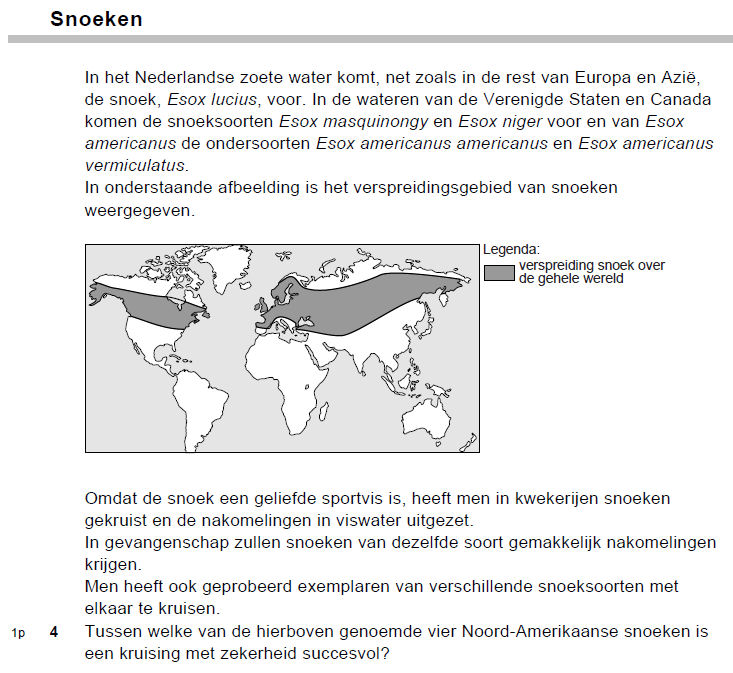 Snoeken
In het Nederlandse zoete water komt, net zoals in de rest van Europa en Azië,
de snoek, Esox lucius, voor. In de wateren van de Verenigde Staten en Canada
komen de snoeksoorten Esox masquinongy en Esox niger voor en van Esox
americanus de ondersoorten Esox americanus americanus en Esox americanus
vermiculatus.
In onderstaande afbeelding is het verspreidingsgebied van snoeken
weergegeven.
Legenda:
verspreiding snoek over
de gehele wereld
Omdat de snoek een geliefde sportvis is, heeft men in kwekerijen snoeken
gekruist en de nakomelingen in viswater uitgezet.
In gevangenschap zullen snoeken van dezelfde soort gemakkelijk nakomelingen
krijgen.
Men heeft ook geprobeerd exemplaren van verschillende snoeksoorten met
elkaar te kruisen.
1p 4 Tussen welke van de hierboven genoemde vier Noord-Amerikaanse snoeken is
een kruising met zekerheid succesvol?